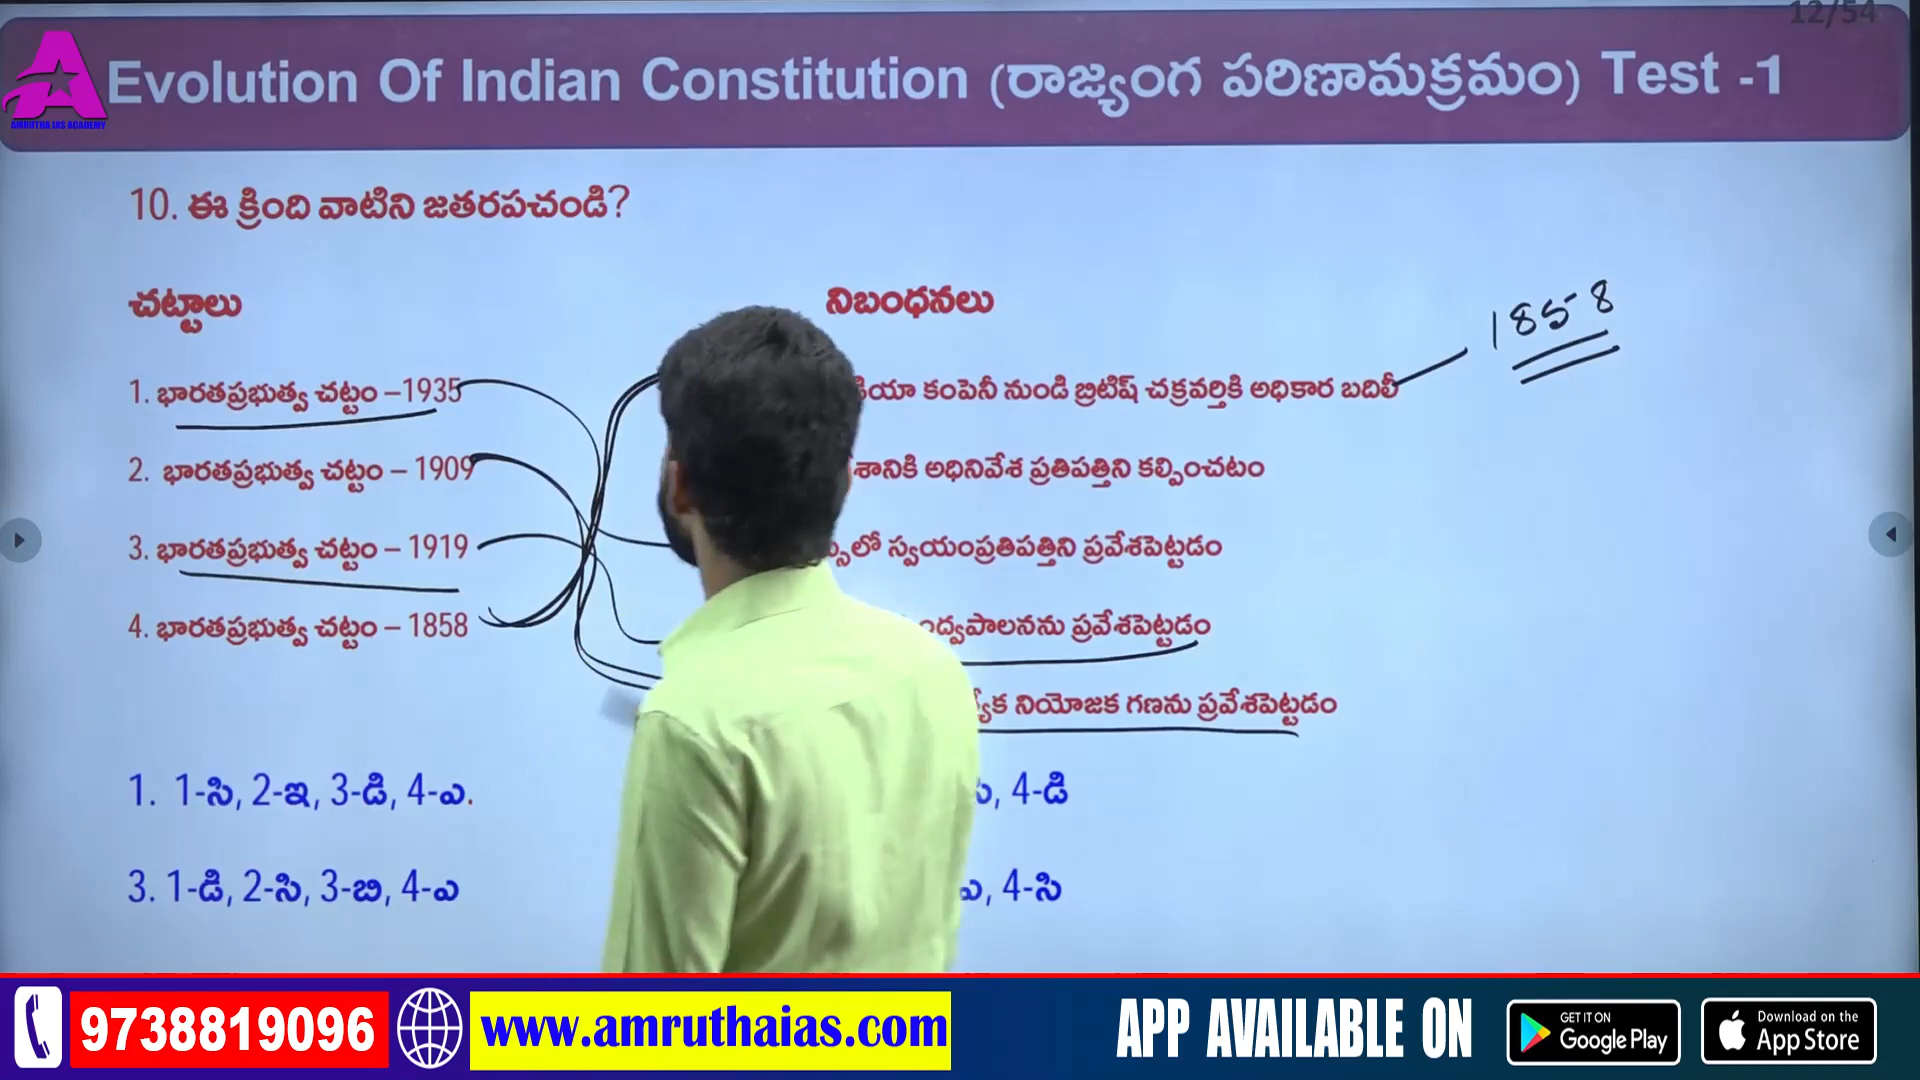 12/54
Evolution Of Indian Constitution (రాజ్యంగ పరిణామక్రమం) Test -1
AMRUTHA IAS ACADEMY
10. ఈ క్రింది వాటిని జతరపచండి?
చట్టాలు నిబంధనలు
1858
1. భారతప్రభుత్వ చట్టం –1935 కంపెనీ నుండి బ్రిటిష్ చక్రవర్తికి అధికార బదిలీ
2. భారతప్రభుత్వ చట్టం – 1909 అధినివేశ ప్రతిపత్తిని కల్పించటం
3. భారతప్రభుత్వ చట్టం – 1919 స్వయంప్రతిపత్తిని ప్రవేశపెట్టడం
4. భారతప్రభుత్వ చట్టం – 1858 ప్రవేశపెట్టడం
నియోజక గణను ప్రవేశపెట్టడం
1. 1-సి, 2-ఇ, 3-డి, 4-ఎ. 4-డి
3. 1-డి, 2-సి, 3-బి, 4-ఎ 4-సి
9738819096 www.amruthaias.com APP AVAILABLE ON GET IT ON Google Play Download on the App Store